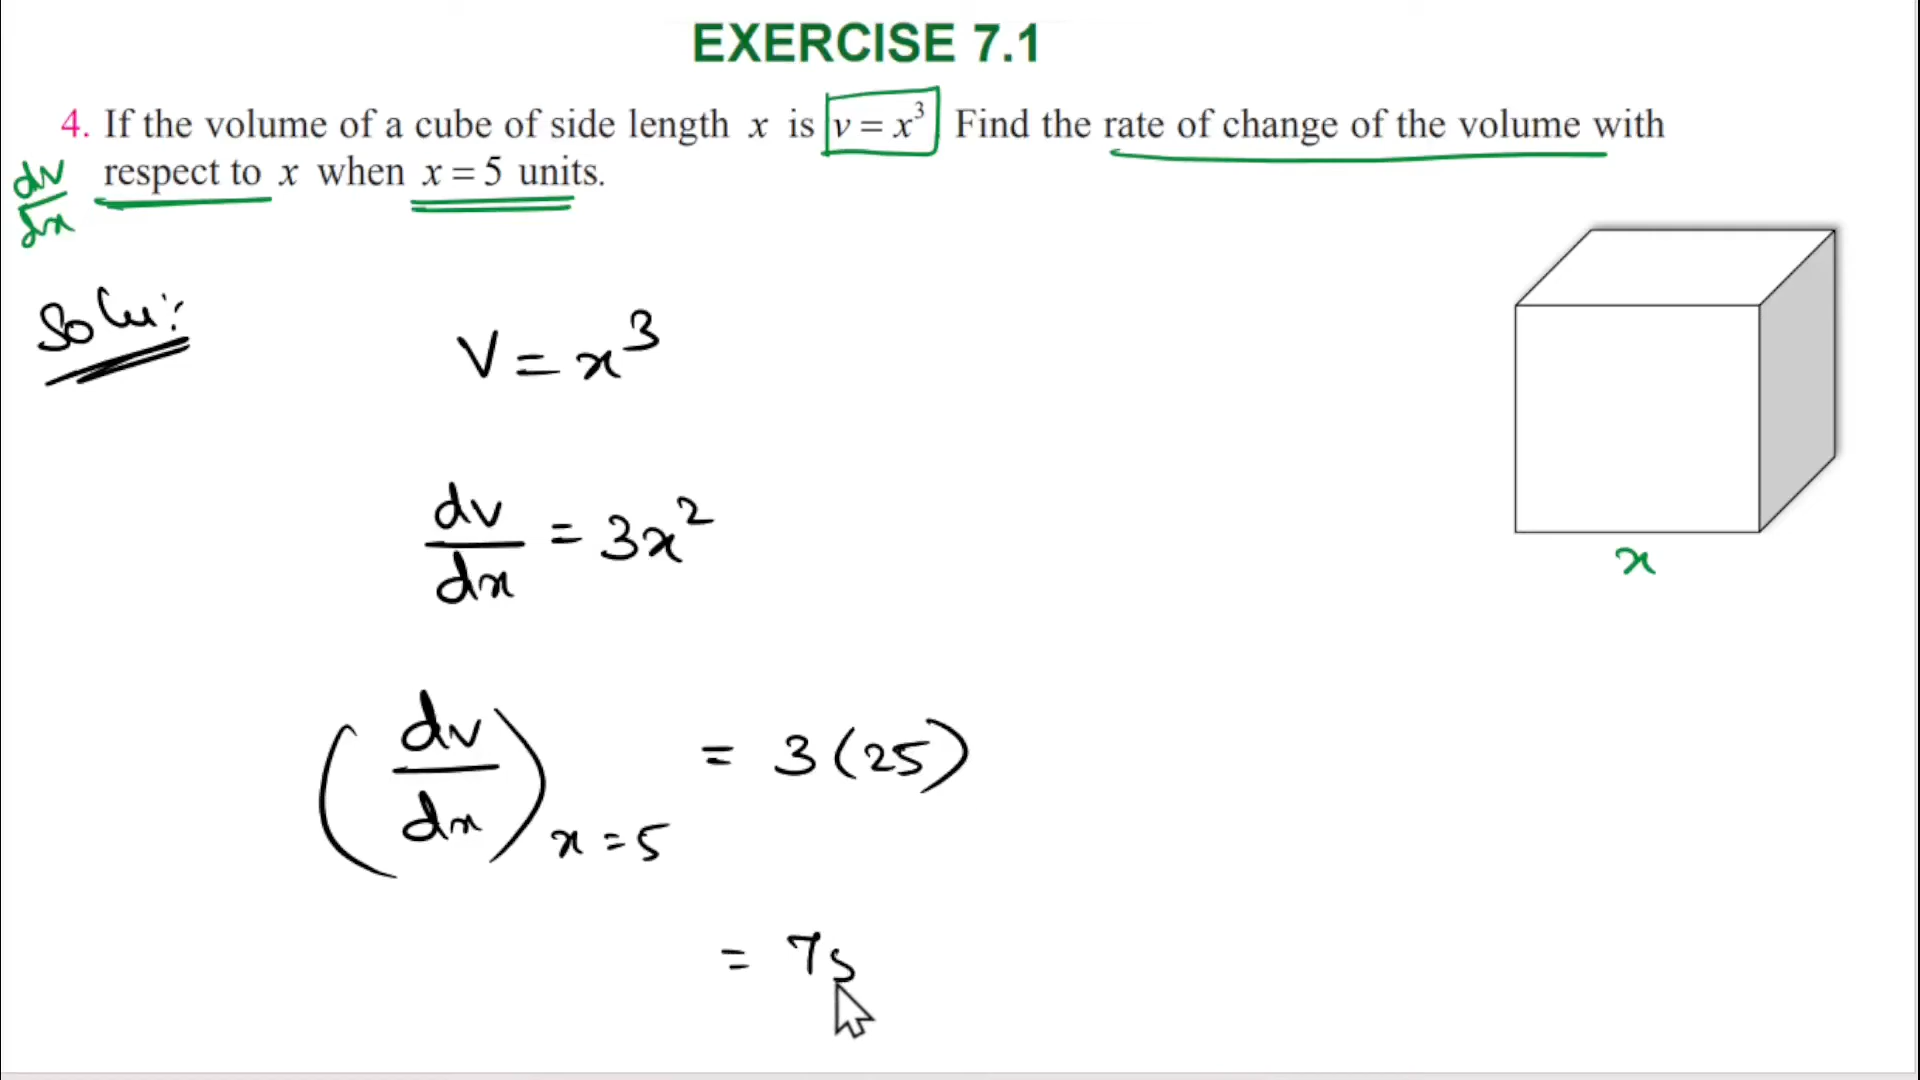 EXERCISE 7.1
4. If the volume of a cube of side length x is v = x³ Find the rate of change of the volume with
respect to x when x = 5 units.
dv/dx
Solu:
V = x³
dv/dx = 3x²
(dv/dx)x=5 = 3(25)
= 75
x